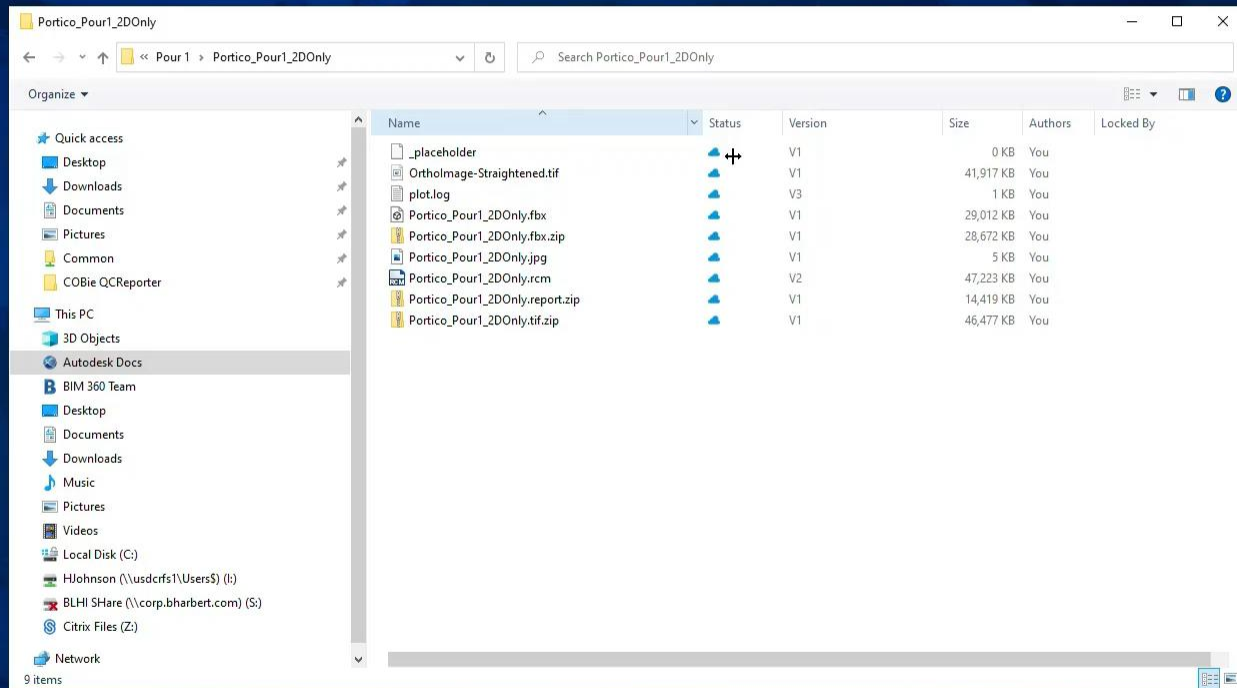 Portico_Pour1_2DOnly
« Pour 1 › Portico_Pour1_2DOnly
Search Portico_Pour1_2DOnly
Organize
Quick access
Desktop
Downloads
Documents
Pictures
Common
COBie QCReporter
This PC
3D Objects
Autodesk Docs
BIM 360 Team
Desktop
Documents
Downloads
Music
Pictures
Videos
Local Disk (C:)
HJohnson (\\usdcrfs1\Users$) (I:)
BLHI SHare (\\corp.bharbert.com) (S:)
Citrix Files (Z:)
Network
Name Status Version Size Authors Locked By
_placeholder V1 0 KB You
OrthoImage-Straightened.tif V1 41,917 KB You
plot.log V3 1 KB You
Portico_Pour1_2DOnly.fbx V1 29,012 KB You
Portico_Pour1_2DOnly.fbx.zip V1 28,672 KB You
Portico_Pour1_2DOnly.jpg V1 5 KB You
Portico_Pour1_2DOnly.rcm V2 47,223 KB You
Portico_Pour1_2DOnly.report.zip V1 14,419 KB You
Portico_Pour1_2DOnly.tif.zip V1 46,477 KB You
9 items